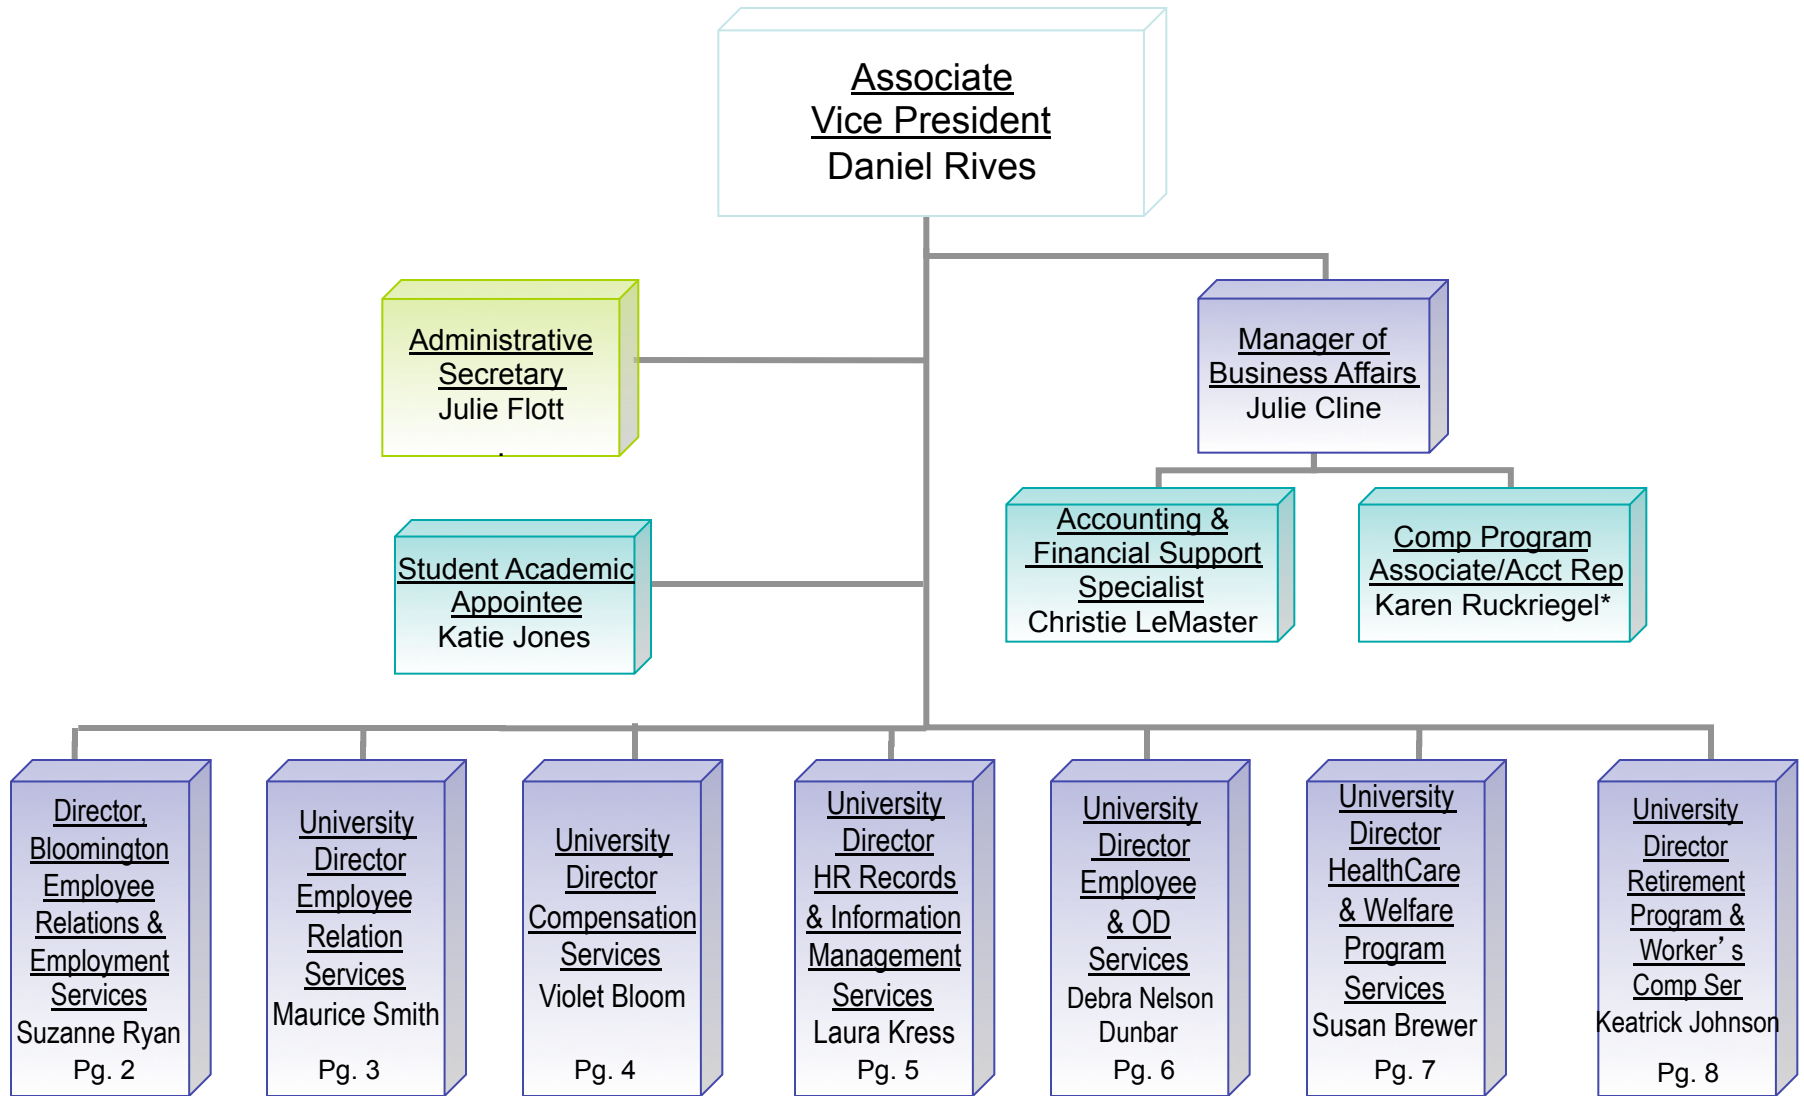 Associate
Vice President
Daniel Rives
Administrative
Secretary
Julie Flott
.
Manager of
Business Affairs
Julie Cline
Student Academic
Appointee
Katie Jones
Accounting &
Financial Support
Specialist
Christie LeMaster
Comp Program
Associate/Acct Rep
Karen Ruckriegel*
Director,
Bloomington
Employee
Relations &
Employment
Services
Suzanne Ryan
Pg. 2
University
Director
Employee
Relation
Services
Maurice Smith
Pg. 3
University
Director
Compensation
Services
Violet Bloom
Pg. 4
University
Director
HR Records
& Information
Management
Services
Laura Kress
Pg. 5
University
Director
Employee
& OD
Services
Debra Nelson
Dunbar
Pg. 6
University
Director
HealthCare
& Welfare
Program
Services
Susan Brewer
Pg. 7
University
Director
Retirement
Program &
Worker’s
Comp Ser
Keatrick Johnson
Pg. 8